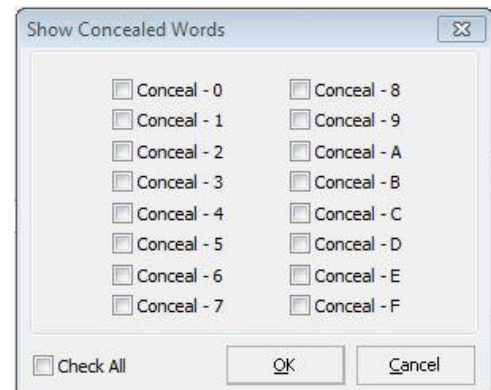 Show Concealed Words
Conceal - 0
Conceal - 1
Conceal - 2
Conceal - 3
Conceal - 4
Conceal - 5
Conceal - 6
Conceal - 7
Conceal - 8
Conceal - 9
Conceal - A
Conceal - B
Conceal - C
Conceal - D
Conceal - E
Conceal - F
Check All
OK
Cancel